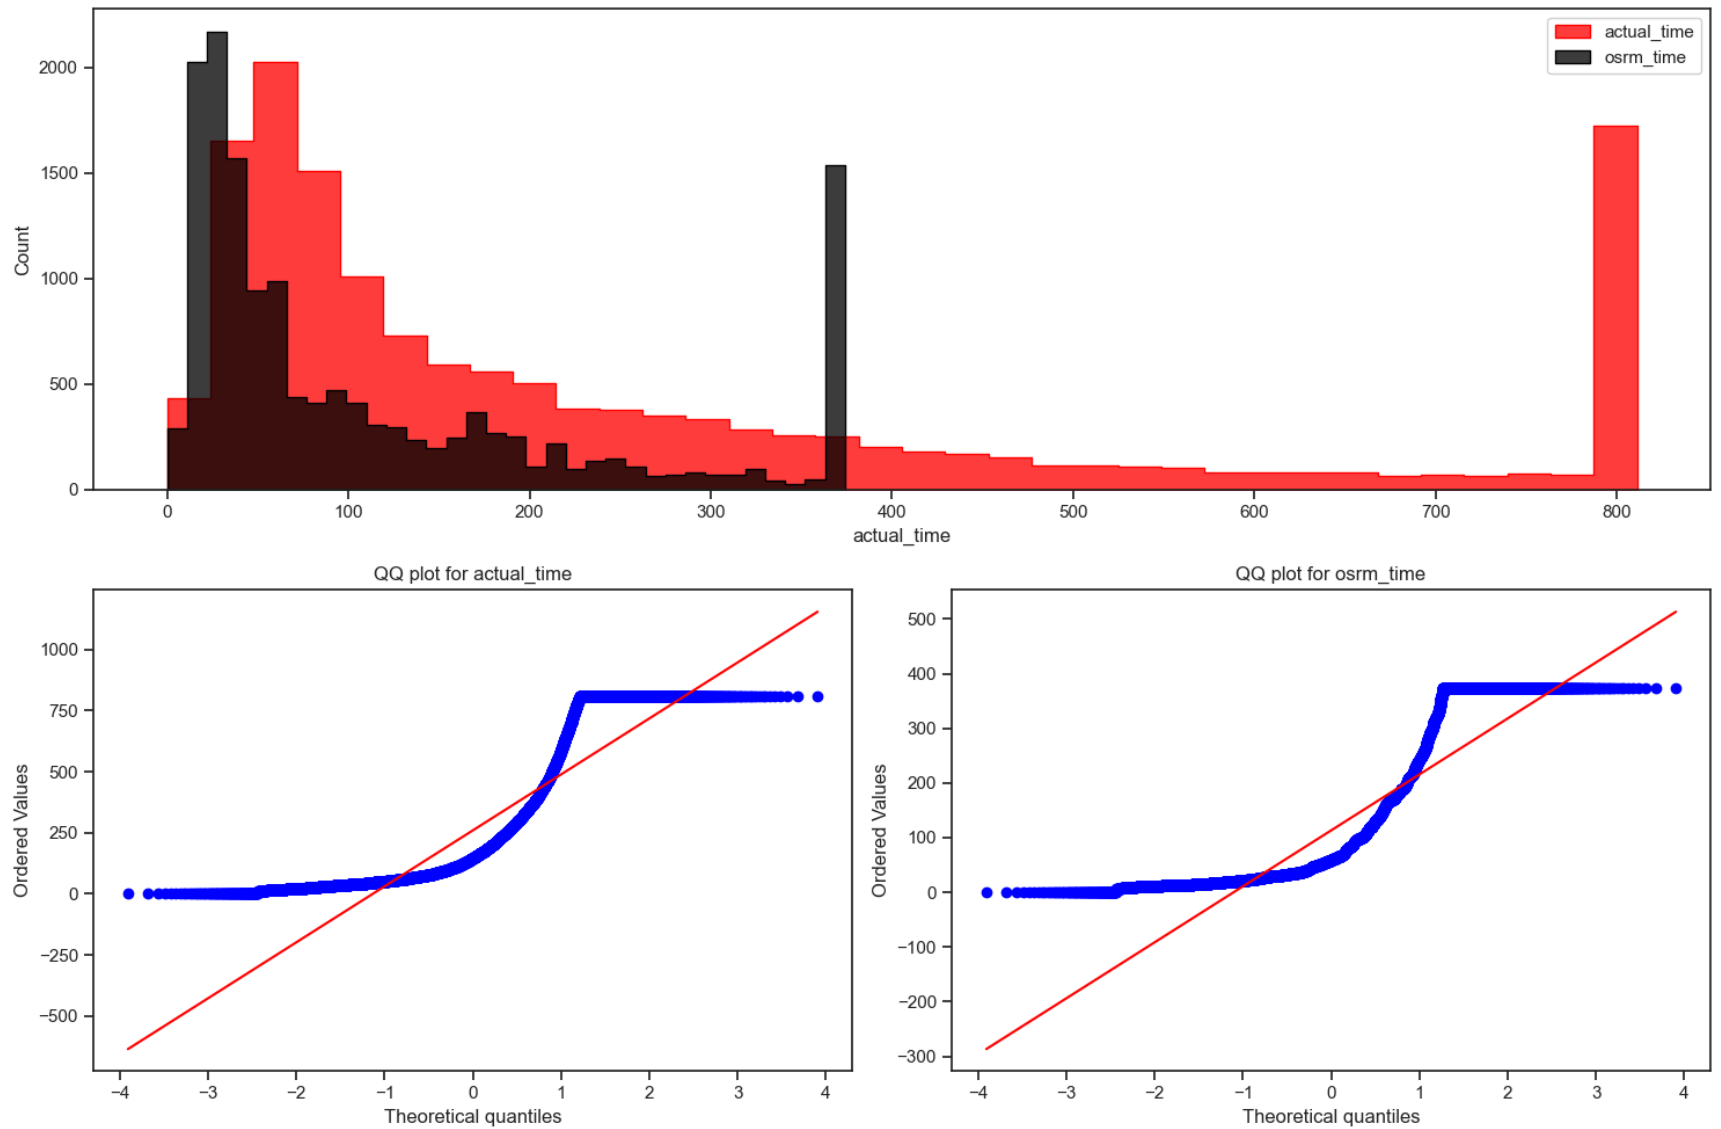 actual_time
osrm_time
2000
1500
1000
500
0
Count
0 100 200 300 400 500 600 700 800
actual_time
QQ plot for actual_time
1000
750
500
250
0
−250
−500
Ordered Values
−4 −3 −2 −1 0 1 2 3 4
Theoretical quantiles
QQ plot for osrm_time
500
400
300
200
100
0
−100
−200
−300
Ordered Values
−4 −3 −2 −1 0 1 2 3 4
Theoretical quantiles